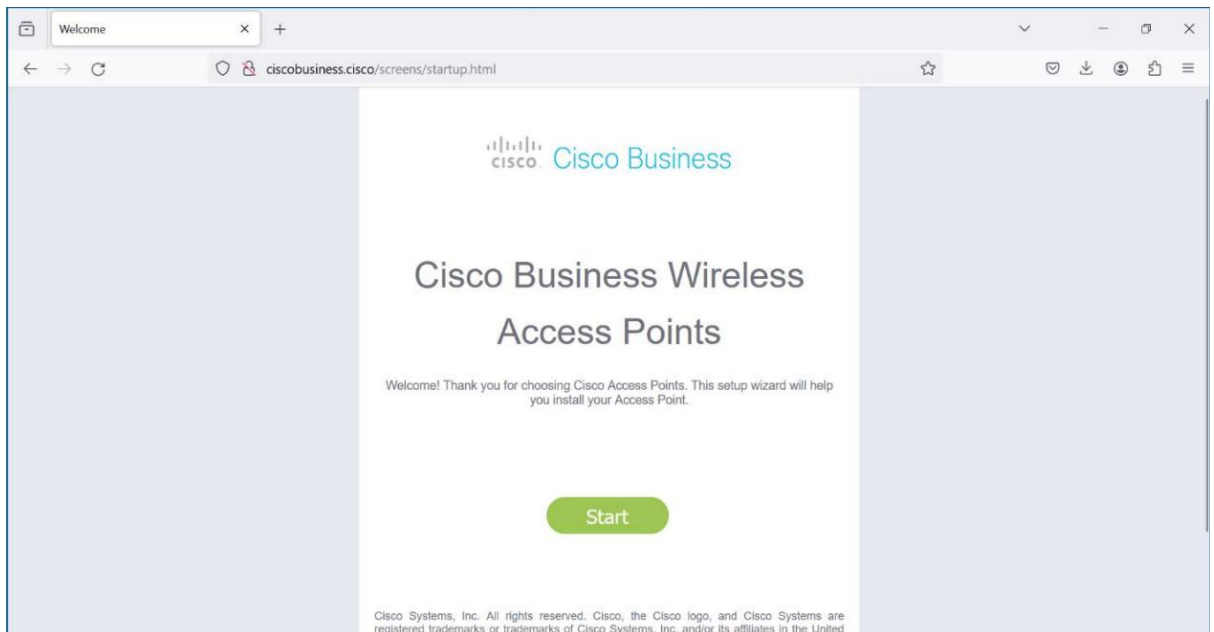 Welcome
ciscobusiness.cisco/screens/startup.html
cisco. Cisco Business
Cisco Business Wireless
Access Points
Welcome! Thank you for choosing Cisco Access Points. This setup wizard will help
you install your Access Point.
Start
Cisco Systems, Inc. All rights reserved. Cisco, the Cisco logo, and Cisco Systems are
registered trademarks or trademarks of Cisco Systems, Inc. and/or its affiliates in the United